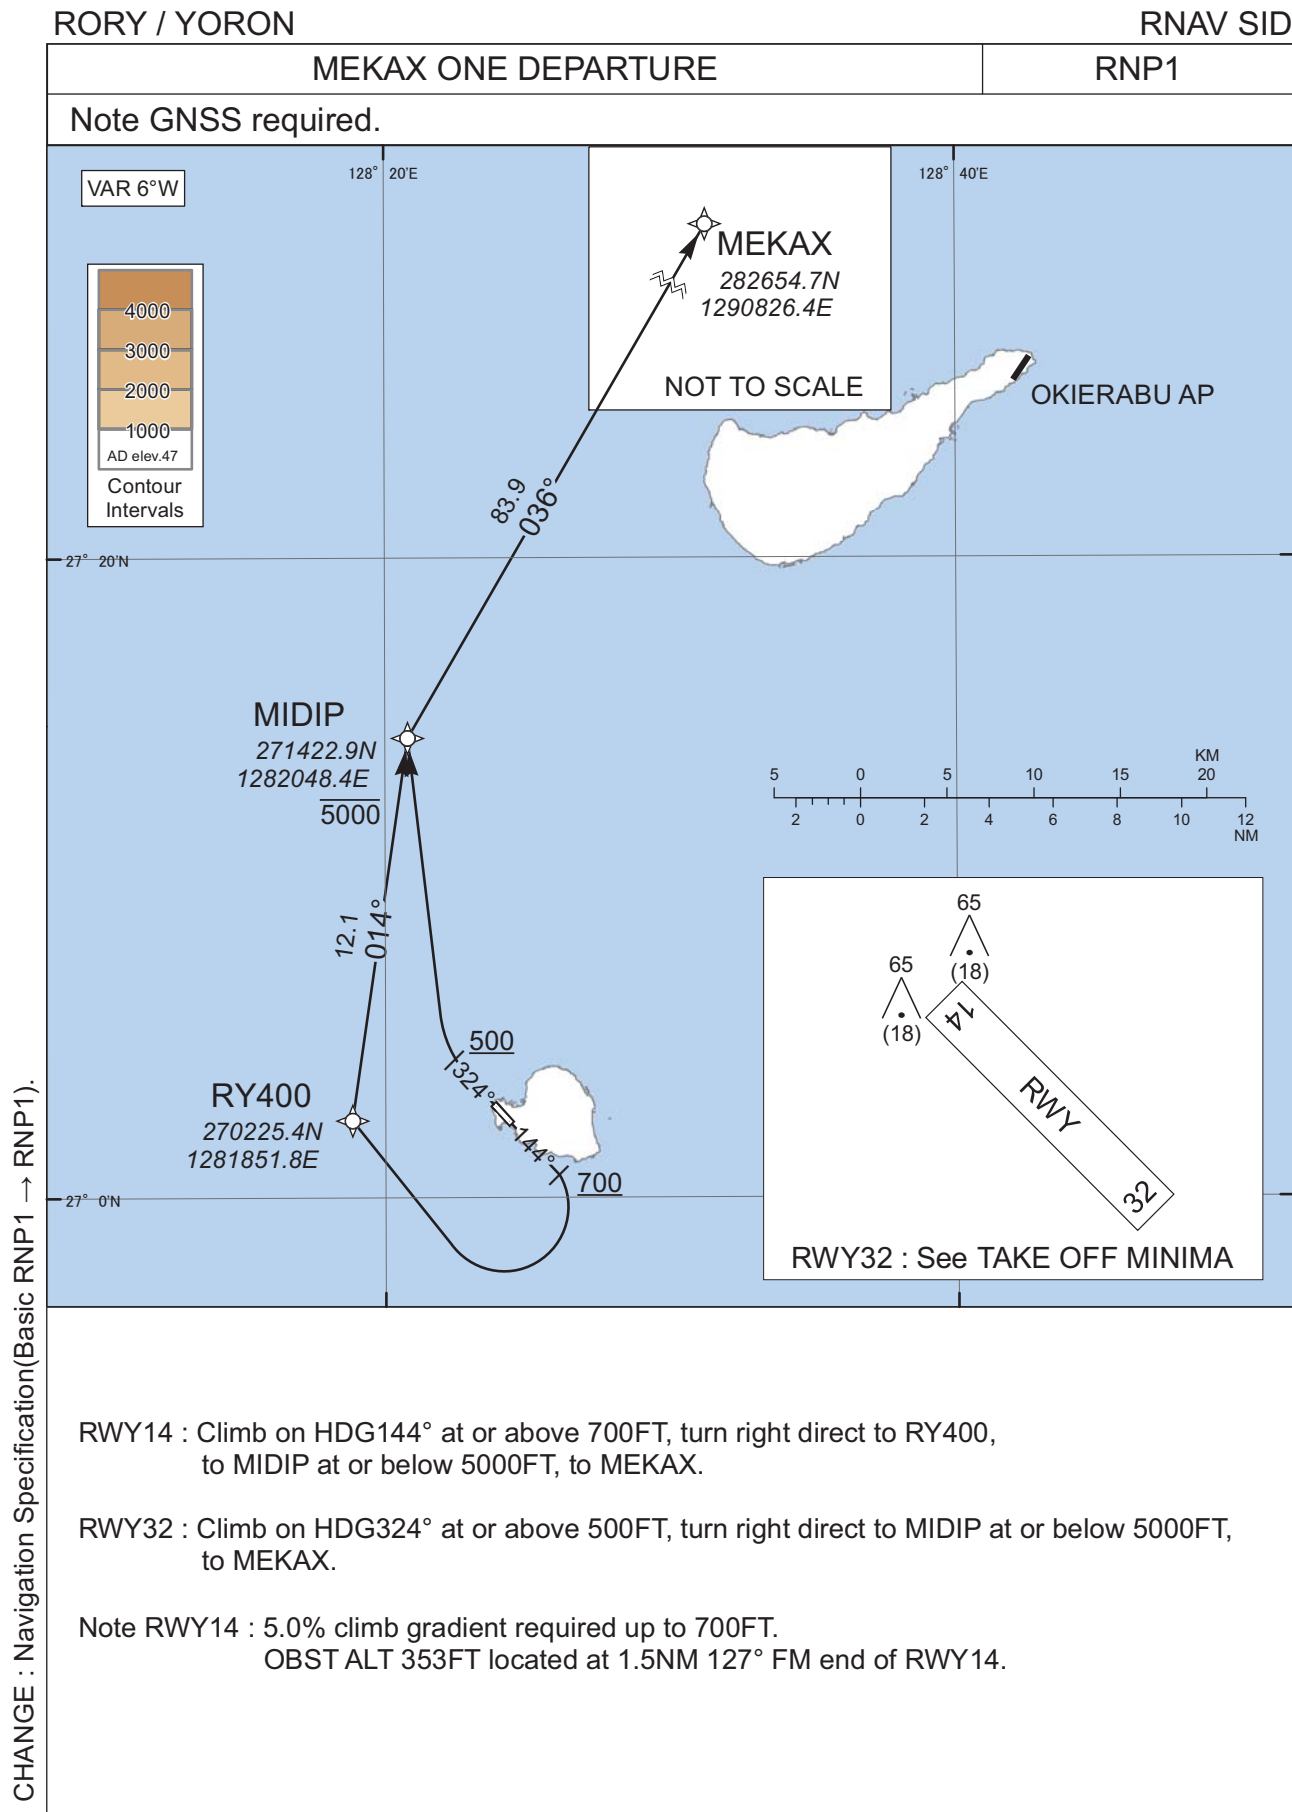 RORY / YORON
RNAV SID
MEKAX ONE DEPARTURE
RNP1
Note GNSS required.
VAR 6°W
128° 20'E
128° 40'E
MEKAX
282654.7N
1290826.4E
NOT TO SCALE
4000
3000
2000
1000
AD elev.47
Contour
Intervals
OKIERABU AP
83.9
036°
27° 20'N
MIDIP
271422.9N
1282048.4E
5000
KM
5 0 5 10 15 20
2 0 2 4 6 8 10 12
NM
12.1
014°
65
(18)
65
(18)
14
RWY
32
RWY32 : See TAKE OFF MINIMA
500
324°
RY400
270225.4N
1281851.8E
144°
700
27° 0'N
RWY14 : Climb on HDG144° at or above 700FT, turn right direct to RY400,
to MIDIP at or below 5000FT, to MEKAX.
RWY32 : Climb on HDG324° at or above 500FT, turn right direct to MIDIP at or below 5000FT,
to MEKAX.
Note RWY14 : 5.0% climb gradient required up to 700FT.
OBST ALT 353FT located at 1.5NM 127° FM end of RWY14.
CHANGE : Navigation Specification(Basic RNP1 → RNP1).